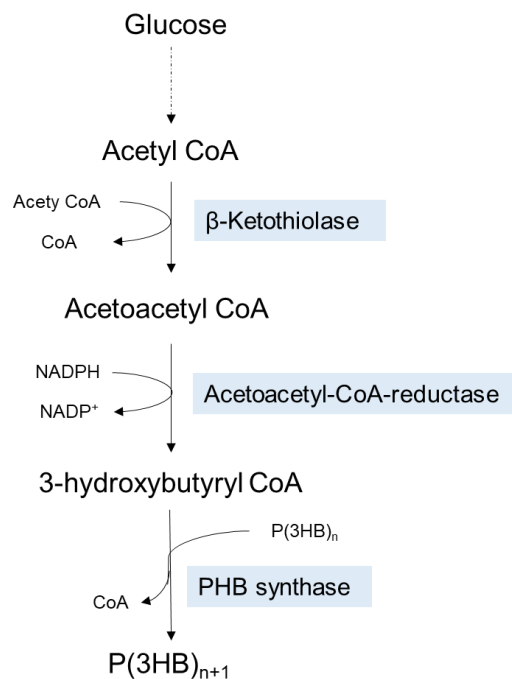 Glucose
Acetyl CoA
Acety CoA
β-Ketothiolase
CoA
Acetoacetyl CoA
NADPH
Acetoacetyl-CoA-reductase
NADP⁺
3-hydroxybutyryl CoA
P(3HB)ₙ
PHB synthase
CoA
P(3HB)ₙ₊₁